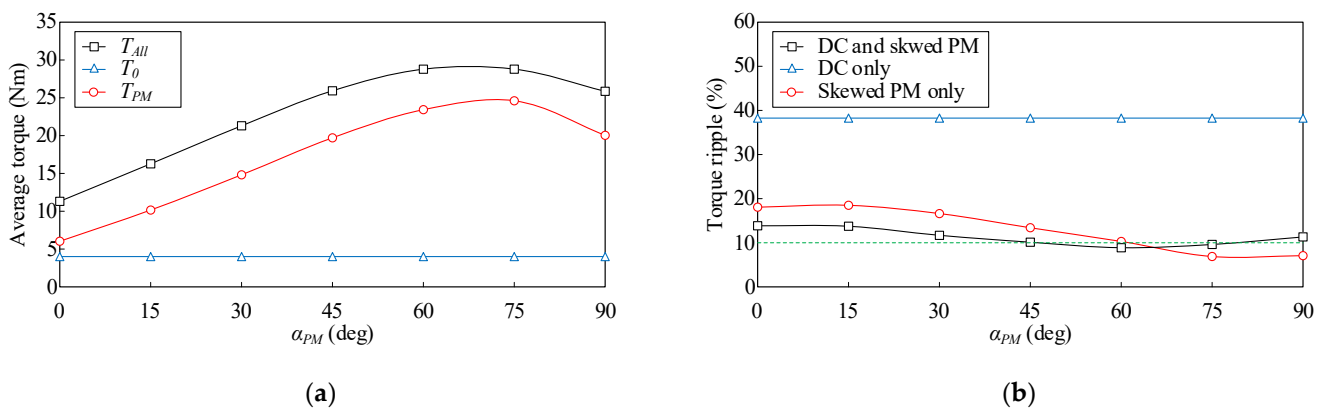 35
30
25
20
15
10
5
0
Average torque (Nm)
T_All
T_0
T_PM
0 15 30 45 60 75 90
α_PM (deg)
(a)
60
50
40
30
20
10
0
Torque ripple (%)
DC and skwed PM
DC only
Skewed PM only
0 15 30 45 60 75 90
α_PM (deg)
(b)